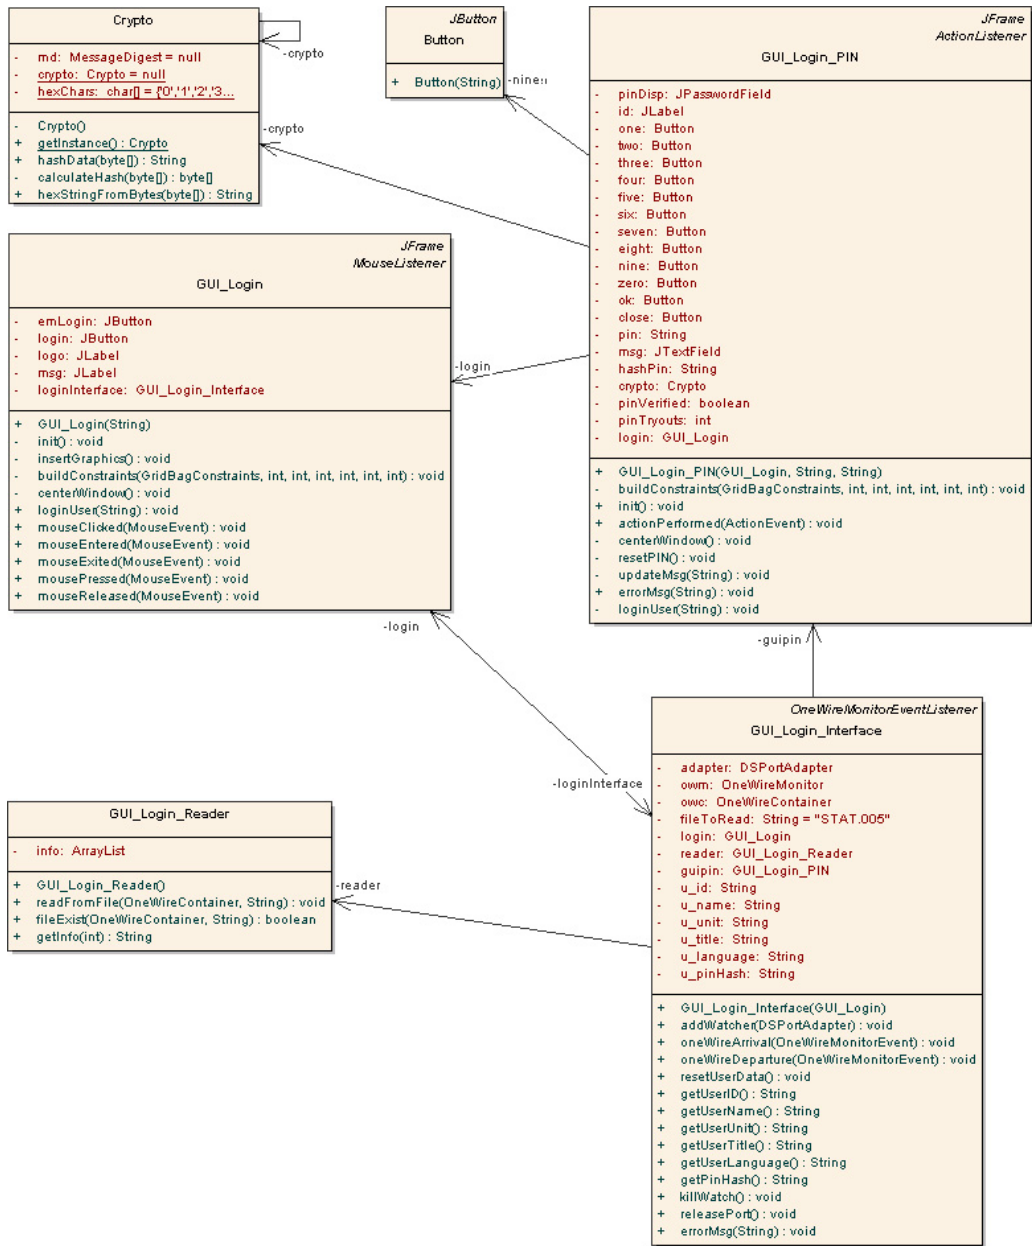 Crypto
- md: MessageDigest = null
- crypto: Crypto = null
- hexChars: char[] = {'0','1','2','3...
- Crypto()
+ getInstance() : Crypto
+ hashData(byte[]) : String
- calculateHash(byte[]) : byte[]
+ hexStringFromBytes(byte[]) : String
-crypto
-crypto
JButton
Button
+ Button(String)
-nine::
JFrame
ActionListener
GUI_Login_PIN
- pinDisp: JPasswordField
- id: JLabel
- one: Button
- two: Button
- three: Button
- four: Button
- five: Button
- six: Button
- seven: Button
- eight: Button
- nine: Button
- zero: Button
- ok: Button
- close: Button
- pin: String
- msg: JTextField
- hashPin: String
- crypto: Crypto
- pinVerified: boolean
- pinTryouts: int
- login: GUI_Login
+ GUI_Login_PIN(GUI_Login, String, String)
- buildConstraints(GridBagConstraints, int, int, int, int, int, int) : void
+ init() : void
+ actionPerformed(ActionEvent) : void
- centerWindow() : void
- resetPIN() : void
- updateMsg(String) : void
+ errorMsg(String) : void
- loginUser(String) : void
JFrame
MouseListener
GUI_Login
- emLogin: JButton
- login: JButton
- logo: JLabel
- msg: JLabel
- loginInterface: GUI_Login_Interface
+ GUI_Login(String)
- init() : void
- insertGraphics() : void
- buildConstraints(GridBagConstraints, int, int, int, int, int, int) : void
- centerWindow() : void
+ loginUser(String) : void
+ mouseClicked(MouseEvent) : void
+ mouseEntered(MouseEvent) : void
+ mouseExited(MouseEvent) : void
+ mousePressed(MouseEvent) : void
+ mouseReleased(MouseEvent) : void
-login
-login
-guipin
-loginInterface
OneWireMonitorEventListener
GUI_Login_Interface
- adapter: DSPortAdapter
- owm: OneWireMonitor
- owc: OneWireContainer
- fileToRead: String = "STAT.005"
- login: GUI_Login
- reader: GUI_Login_Reader
- guipin: GUI_Login_PIN
- u_id: String
- u_name: String
- u_unit: String
- u_title: String
- u_language: String
- u_pinHash: String
+ GUI_Login_Interface(GUI_Login)
+ addWatcher(DSPortAdapter) : void
+ oneWireArrival(OneWireMonitorEvent) : void
+ oneWireDeparture(OneWireMonitorEvent) : void
+ resetUserData() : void
+ getUserID() : String
+ getUserName() : String
+ getUserUnit() : String
+ getUserTitle() : String
+ getUserLanguage() : String
+ getPinHash() : String
+ killWatch() : void
+ releasePort() : void
+ errorMsg(String) : void
GUI_Login_Reader
- info: ArrayList
+ GUI_Login_Reader()
+ readFromFile(OneWireContainer, String) : void
+ fileExist(OneWireContainer, String) : boolean
+ getInfo(int) : String
-reader